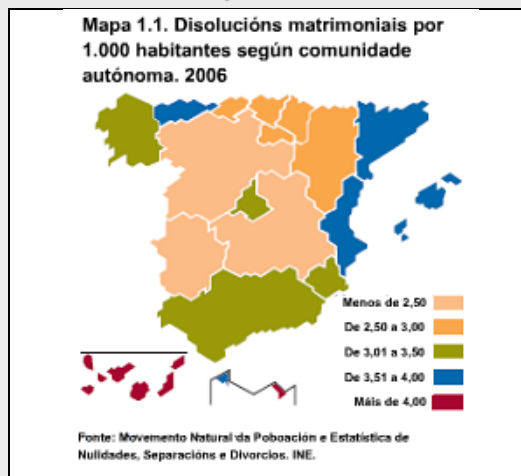 Mapa 1.1. Disolucións matrimoniais por
1.000 habitantes según comunidade
autónoma. 2006
Menos de 2,50
De 2,50 a 3,00
De 3,01 a 3,50
De 3,51 a 4,00
Máis de 4,00
Fonte: Movemento Natural da Poboación e Estatística de
Nulidades, Separacións e Divorcios. INE.